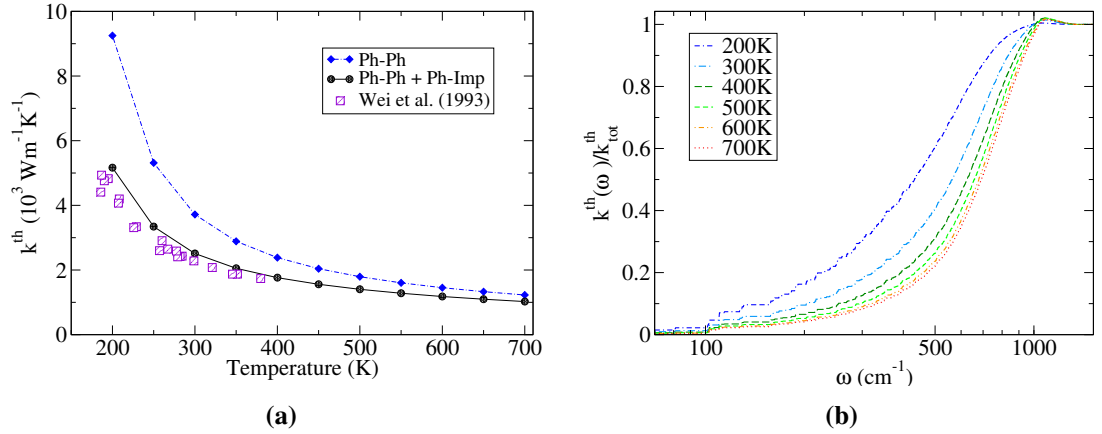 10
8
6
4
2
0
k^th (10^3 Wm^-1K^-1)
Ph-Ph
Ph-Ph + Ph-Imp
Wei et al. (1993)
200 300 400 500 600 700
Temperature (K)
(a)
1
0.8
0.6
0.4
0.2
0
k^th(ω)/k^th_tot
200K
300K
400K
500K
600K
700K
100 500 1000
ω (cm^-1)
(b)